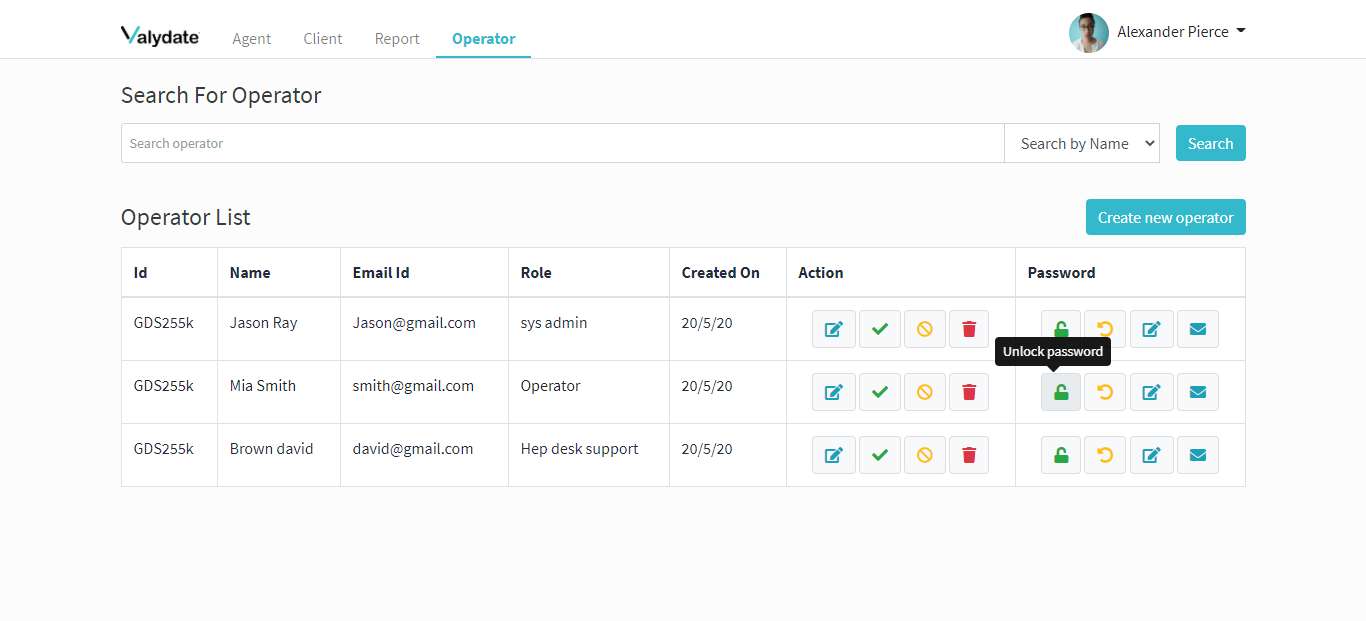 Valydate Agent Client Report Operator Alexander Pierce
Search For Operator
Search operator Search by Name Search
Operator List Create new operator
Id Name Email Id Role Created On Action Password
GDS255k Jason Ray Jason@gmail.com sys admin 20/5/20
Unlock password
GDS255k Mia Smith smith@gmail.com Operator 20/5/20
GDS255k Brown david david@gmail.com Hep desk support 20/5/20